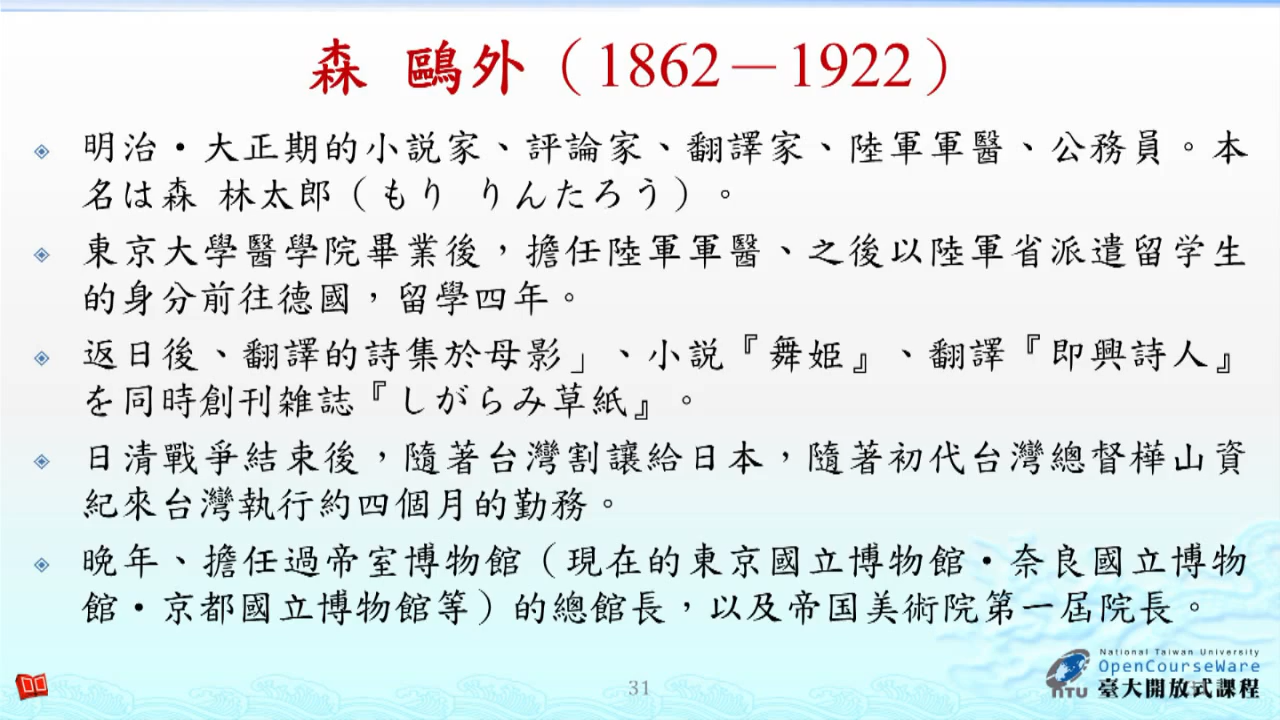 森 鷗外（1862－1922）
明治・大正期的小説家、評論家、翻譯家、陸軍軍醫、公務員。本
名は森 林太郎（もり りんたろう）。
東京大學醫學院畢業後，擔任陸軍軍醫、之後以陸軍省派遣留学生
的身分前往德國，留學四年。
返日後、翻譯的詩集於母影」、小説『舞姫』、翻譯『即興詩人』
を同時創刊雑誌『しがらみ草紙』。
日清戰爭結束後，隨著台灣割讓給日本，隨著初代台灣總督樺山資
紀來台灣執行約四個月的勤務。
晚年、擔任過帝室博物館（現在的東京國立博物館・奈良國立博物
館・京都國立博物館等）的總館長，以及帝国美術院第一屆院長。
31
National Taiwan University
OpenCourseWare
NTU 臺大開放式課程